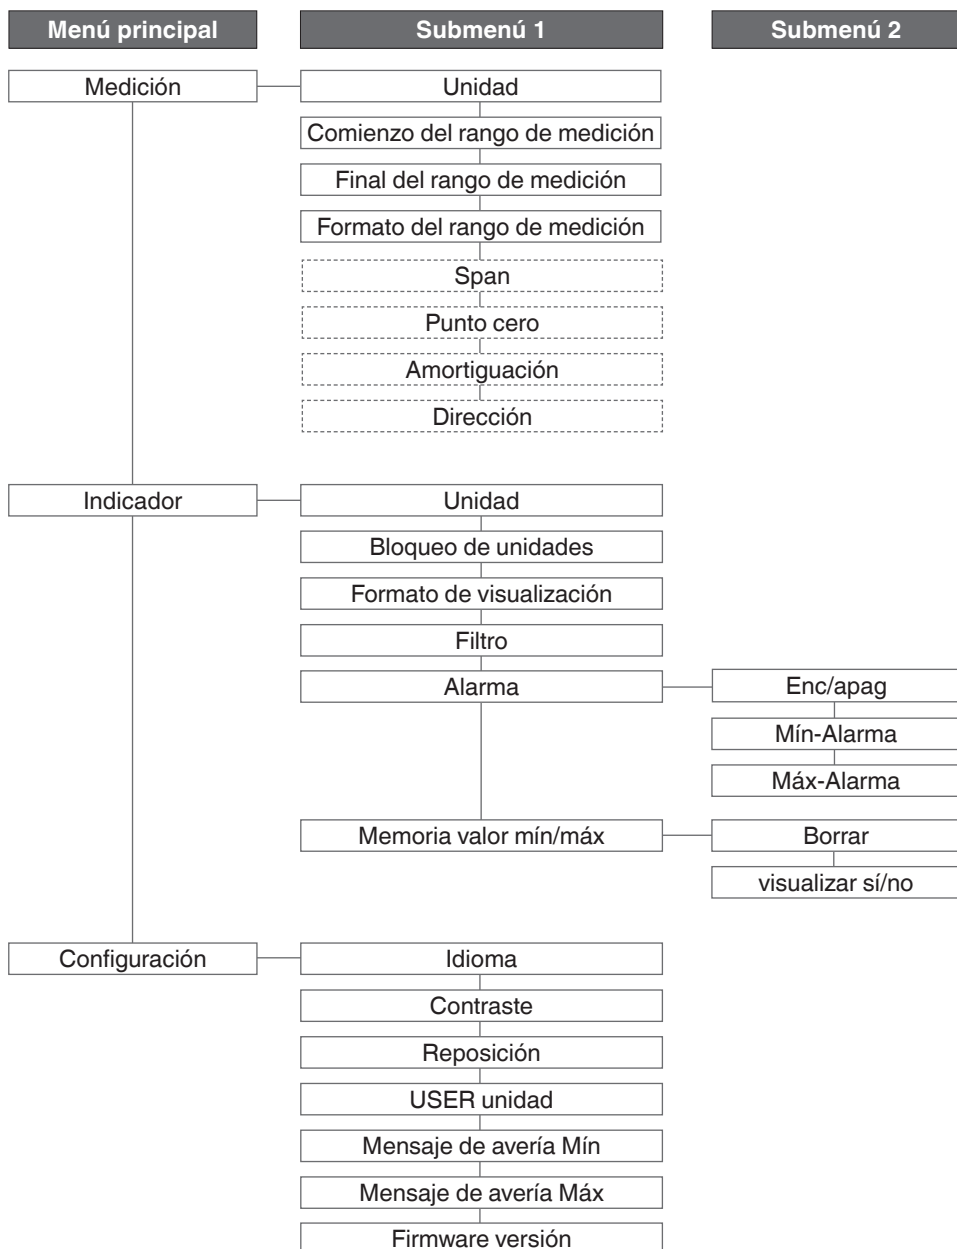 Menú principal
Submenú 1
Submenú 2
Medición
Unidad
Comienzo del rango de medición
Final del rango de medición
Formato del rango de medición
Span
Punto cero
Amortiguación
Dirección
Indicador
Unidad
Bloqueo de unidades
Formato de visualización
Filtro
Alarma
Enc/apag
Mín-Alarma
Máx-Alarma
Memoria valor mín/máx
Borrar
visualizar sí/no
Configuración
Idioma
Contraste
Reposición
USER unidad
Mensaje de avería Mín
Mensaje de avería Máx
Firmware versión